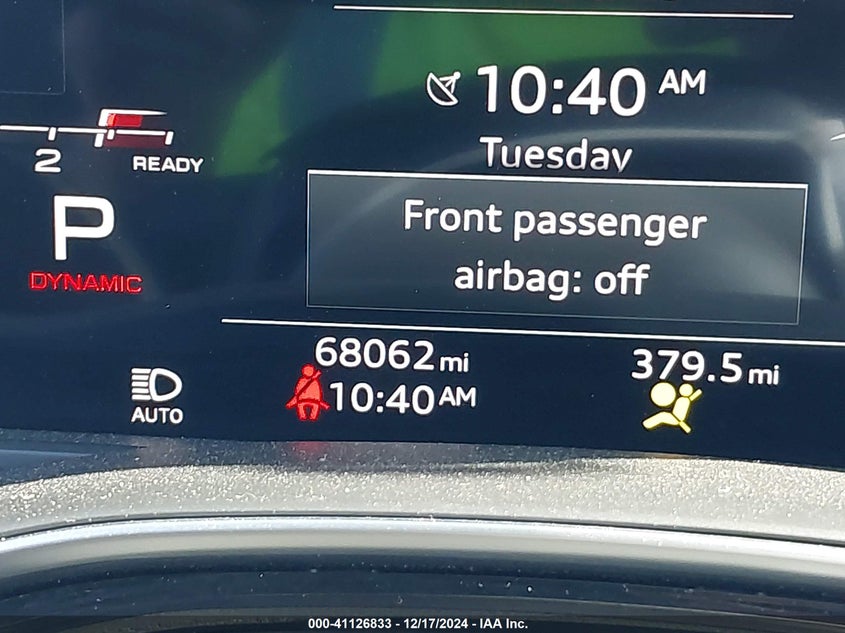 10:40 AM
Tuesday
2 READY
Front passenger
airbag: off
P
DYNAMIC
68062 mi
379.5 mi
10:40 AM
AUTO
000-41126833 - 12/17/2024 - IAA Inc.